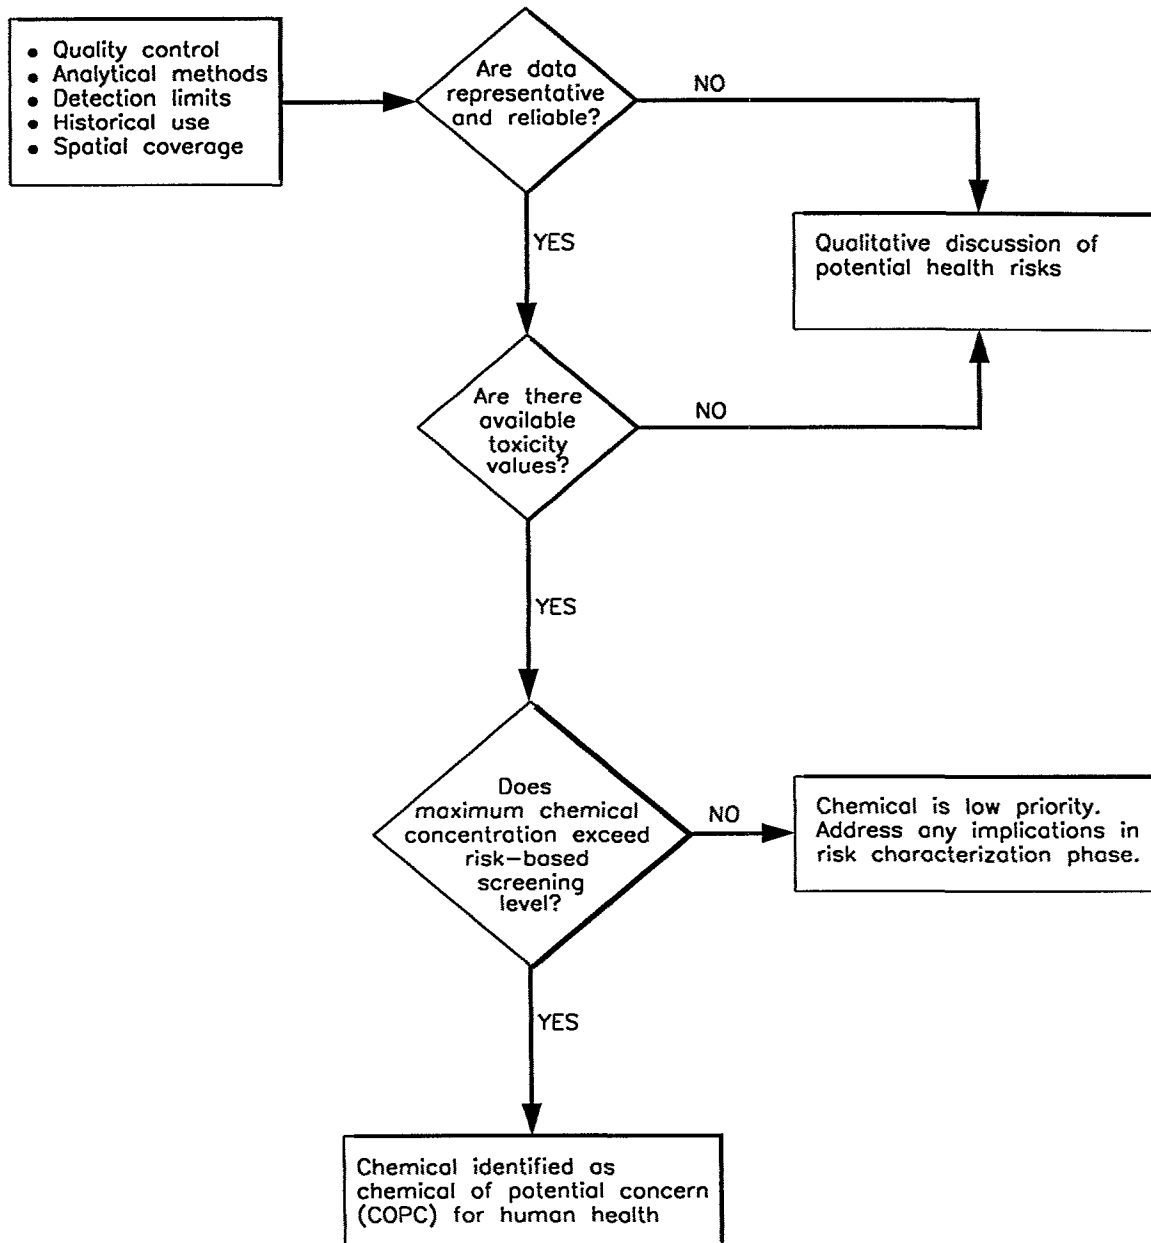 • Quality control
• Analytical methods
• Detection limits
• Historical use
• Spatial coverage
Are data
representative
and reliable?
NO
YES
Qualitative discussion of
potential health risks
Are there
available
toxicity
values?
NO
YES
Does
maximum chemical
concentration exceed
risk-based
screening
level?
NO
Chemical is low priority.
Address any implications in
risk characterization phase.
YES
Chemical identified as
chemical of potential concern
(COPC) for human health